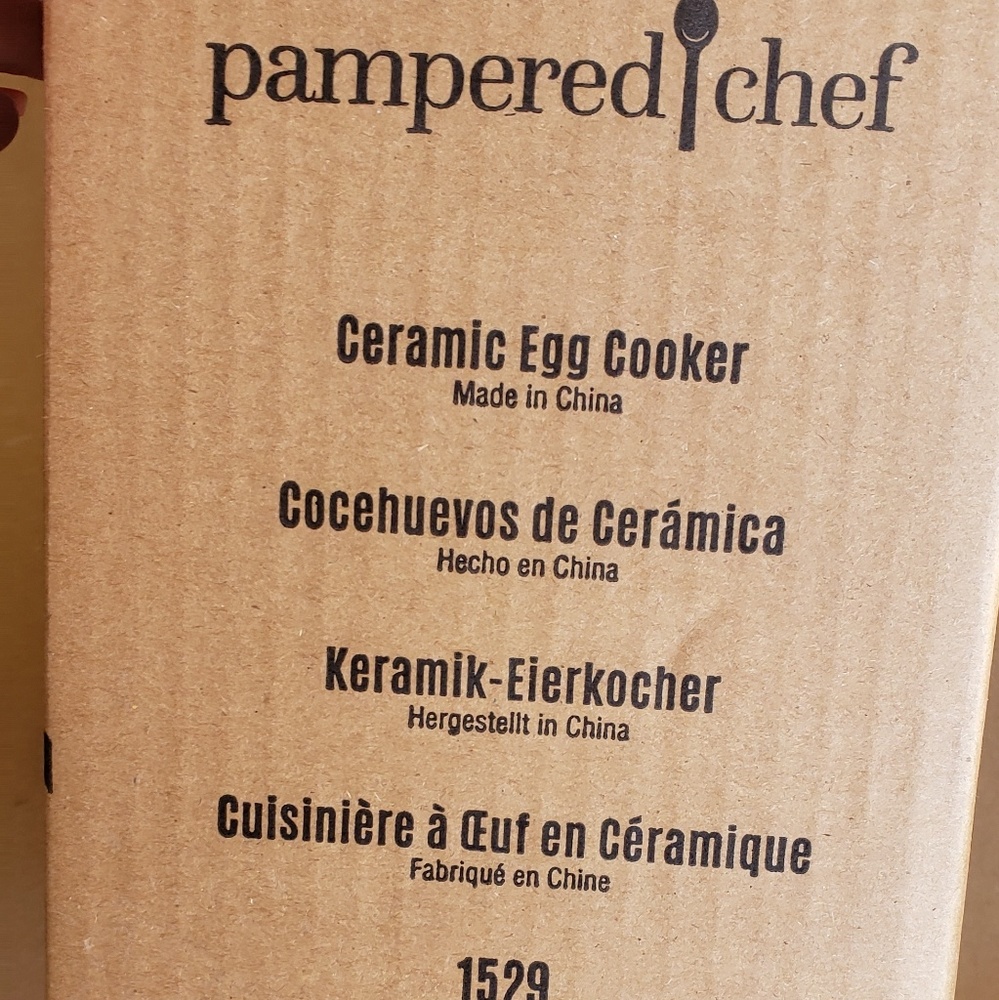 pampered chef
Ceramic Egg Cooker
Made in China
Cocehuevos de Cerámica
Hecho en China
Keramik-Eierkocher
Hergestellt in China
Cuisinière à Œuf en Céramique
Fabriqué en Chine
1529